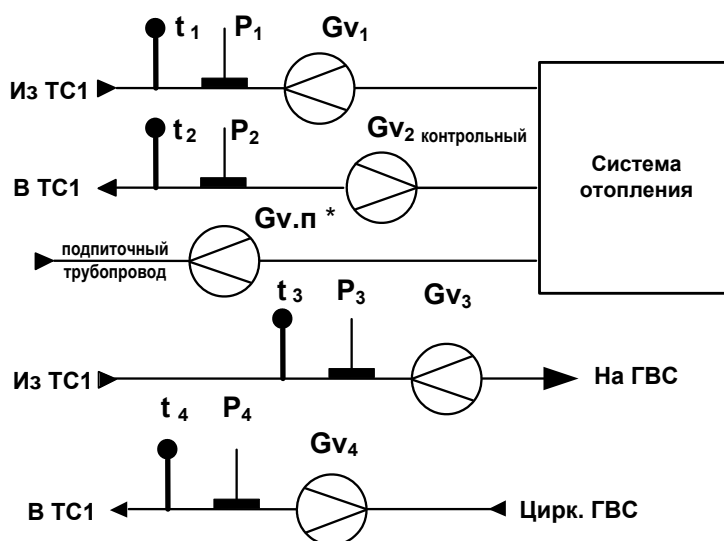 t 1 P1 Gv1
Из ТС1
t 2 P2 Gv2 контрольный
В ТС1
Система
отопления
Gv.п *
подпиточный
трубопровод
t 3 P3 Gv3
Из ТС1
На ГВС
t 4 P4 Gv4
В ТС1
Цирк. ГВС